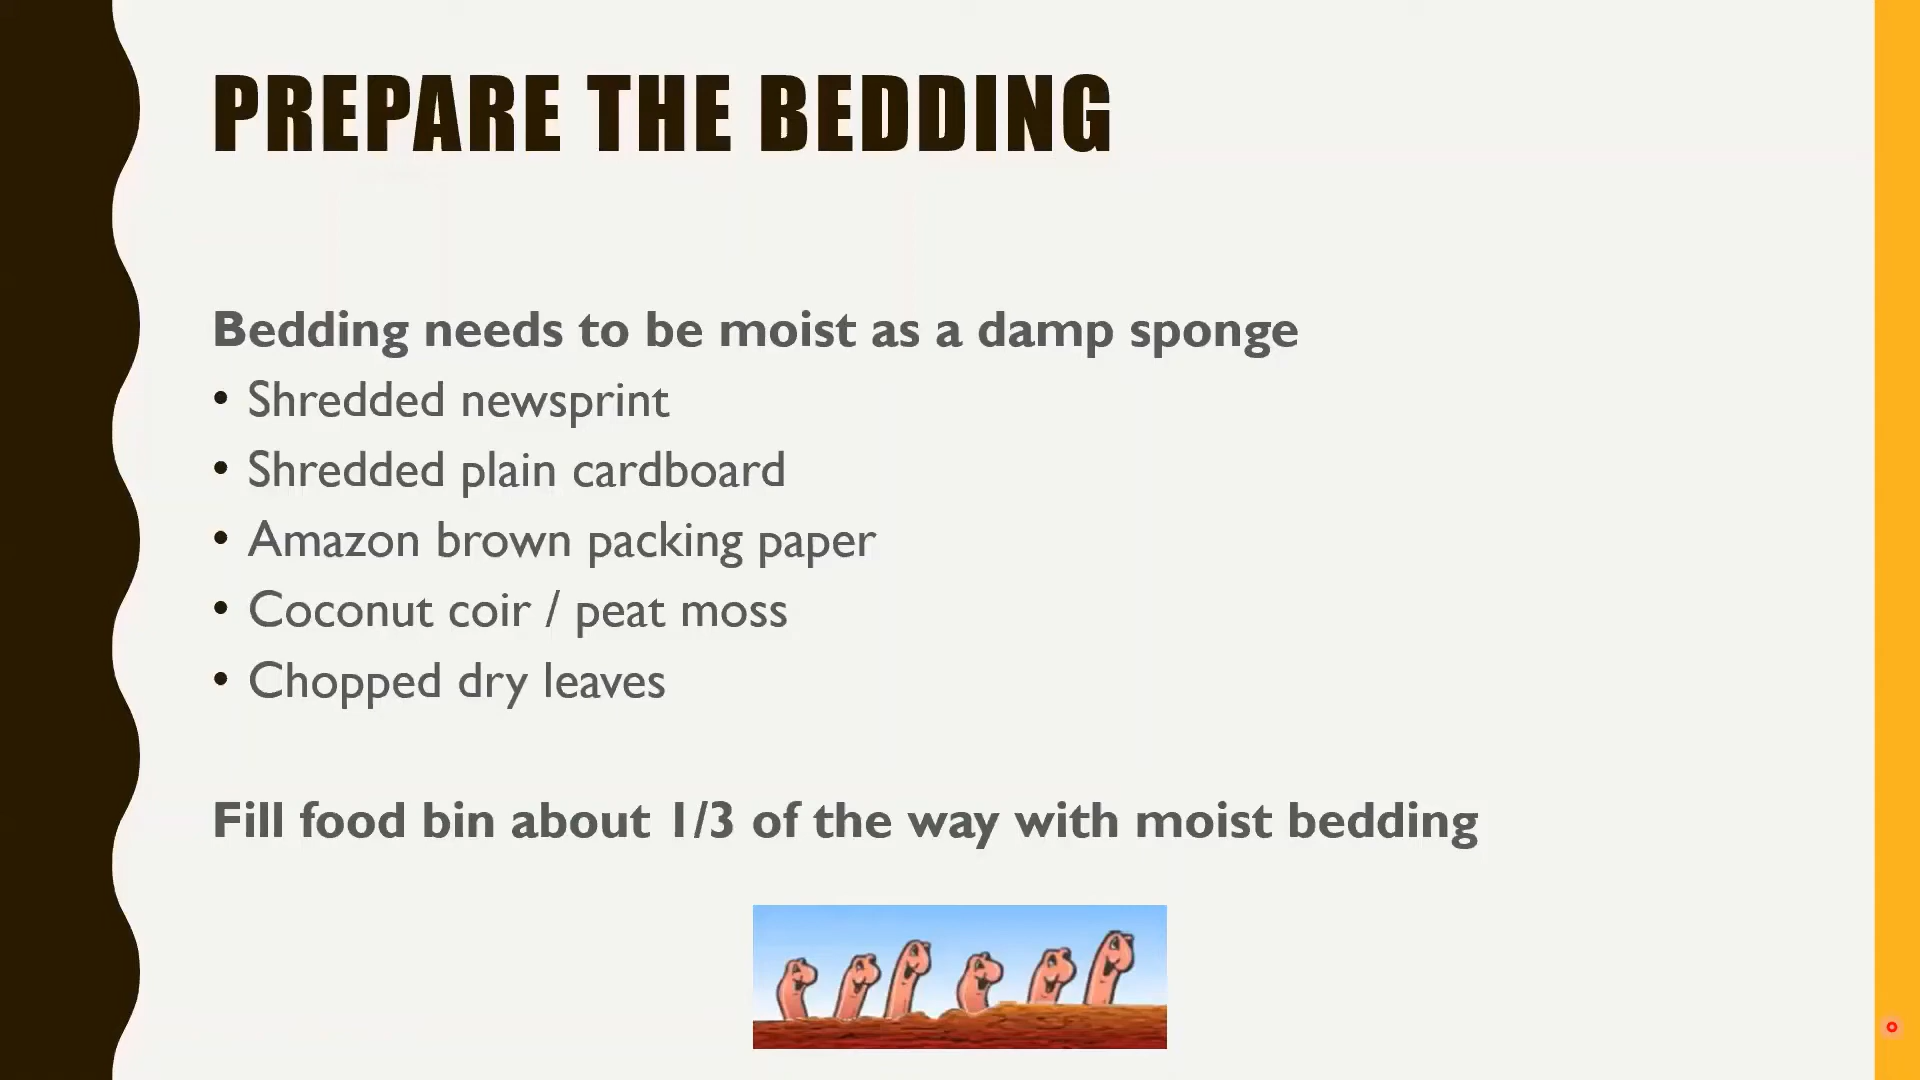 PREPARE THE BEDDING
Bedding needs to be moist as a damp sponge
• Shredded newsprint
• Shredded plain cardboard
• Amazon brown packing paper
• Coconut coir / peat moss
• Chopped dry leaves
Fill food bin about 1/3 of the way with moist bedding